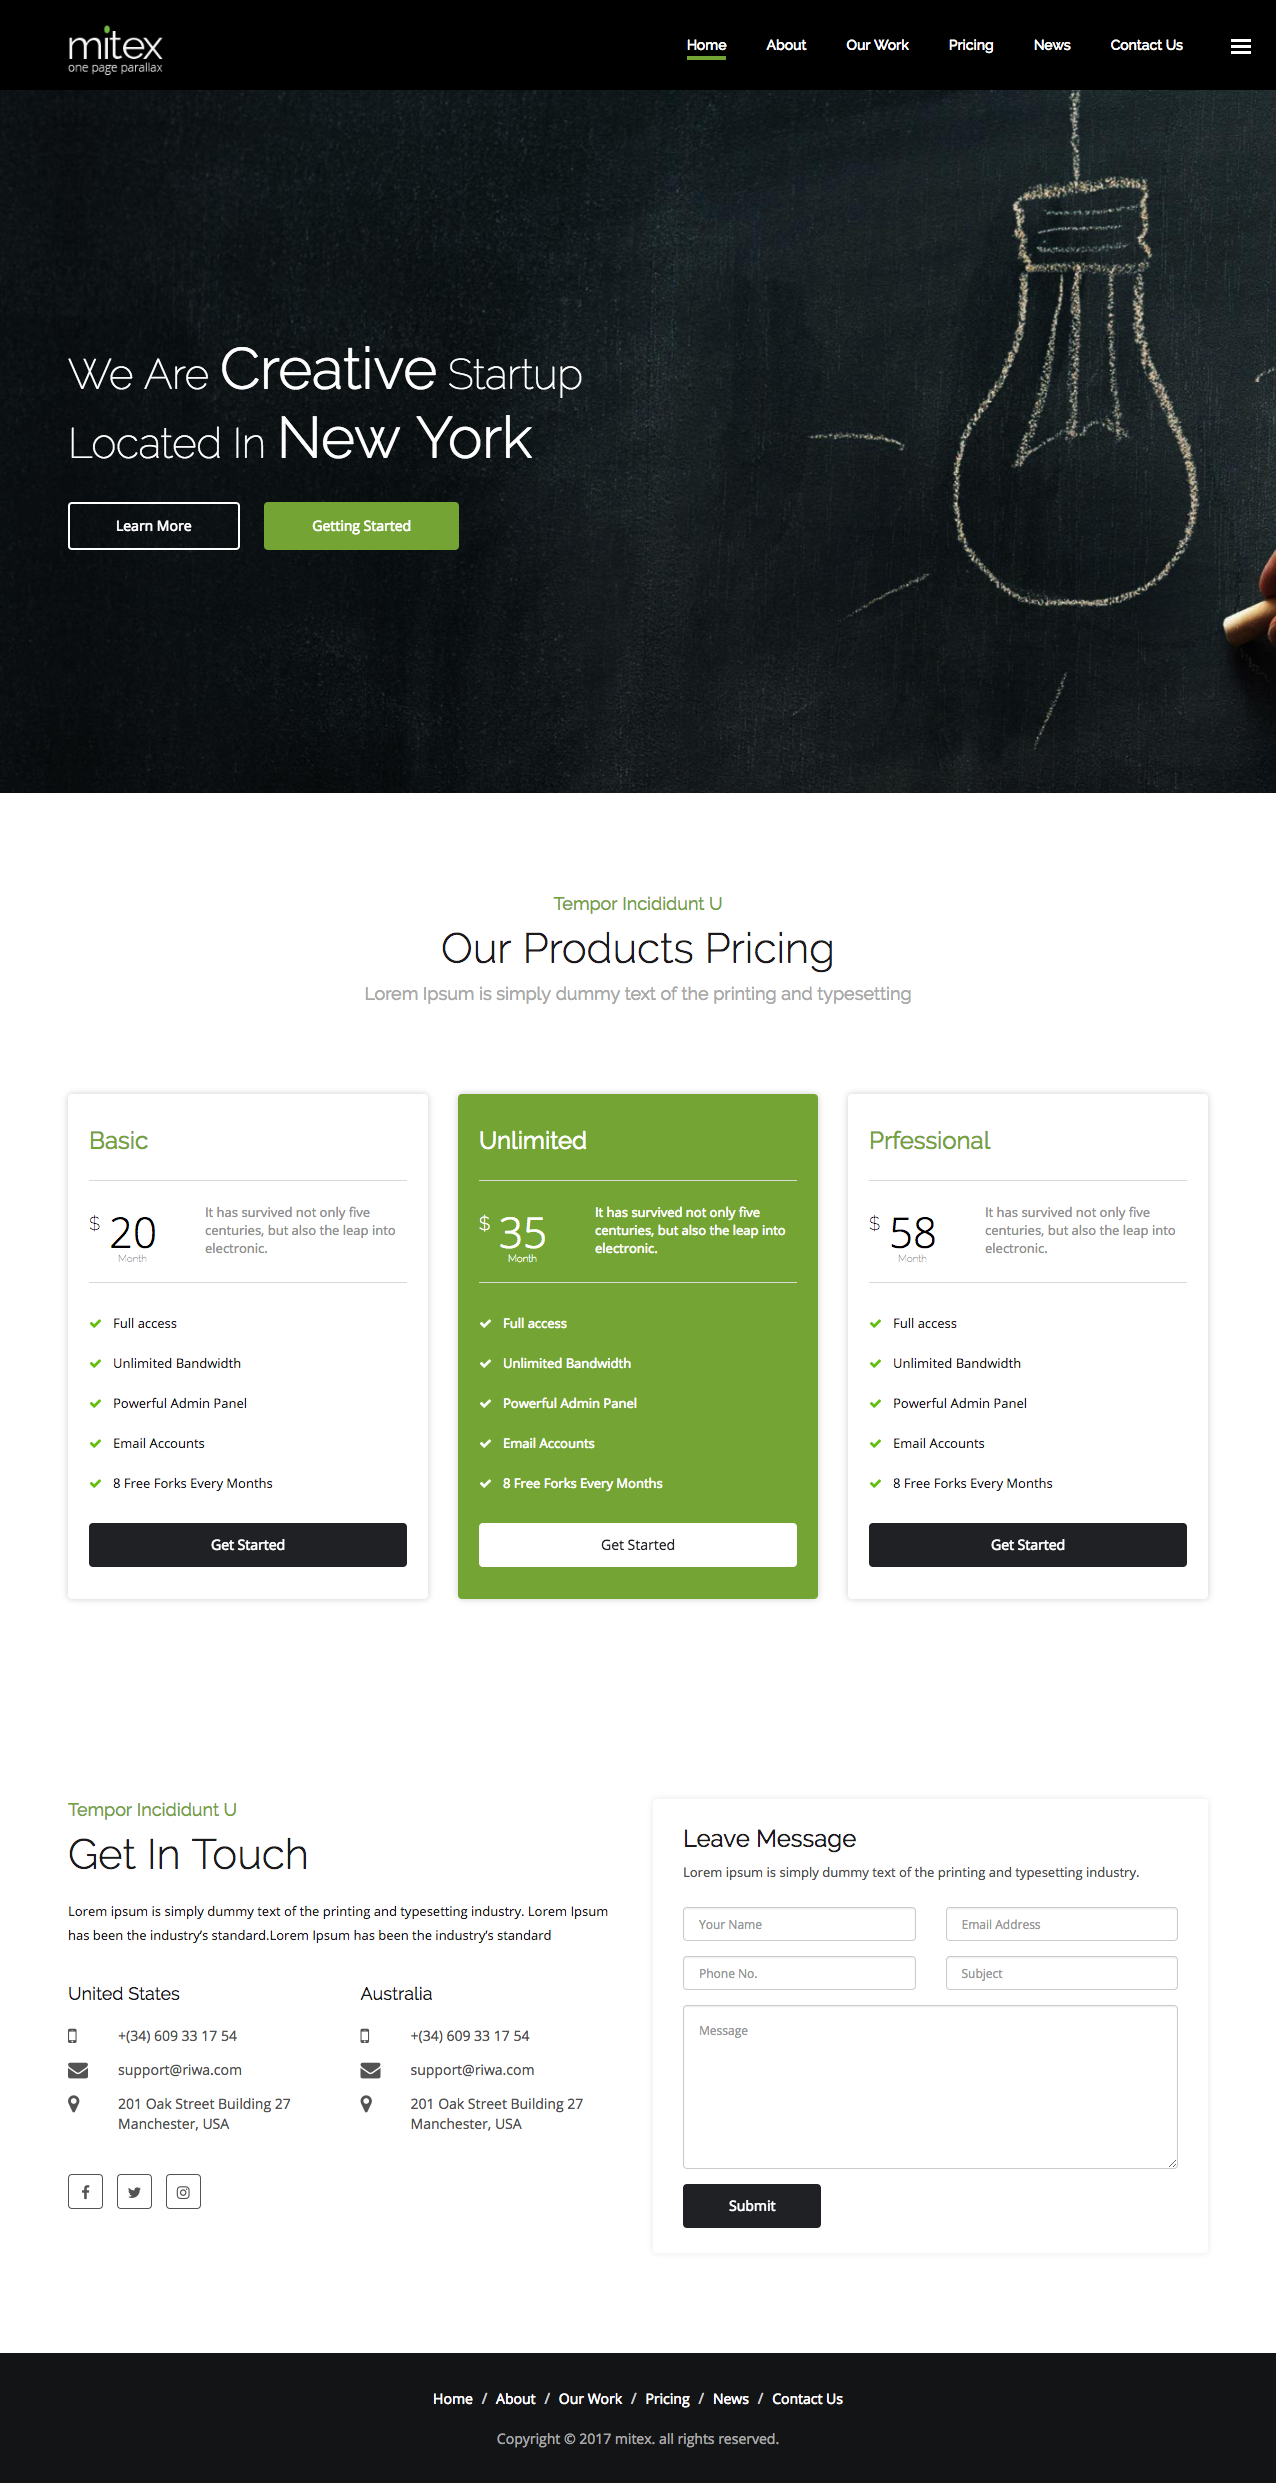 mitex
one page parallax
Home About Our Work Pricing News Contact Us
We Are Creative Startup
Located In New York
Learn More Getting Started
Tempor Incididunt U
Our Products Pricing
Lorem Ipsum is simply dummy text of the printing and typesetting
Basic
$ 20
Month
It has survived not only five
centuries, but also the leap into
electronic.
Full access
Unlimited Bandwidth
Powerful Admin Panel
Email Accounts
8 Free Forks Every Months
Get Started
Unlimited
$ 35
Month
It has survived not only five
centuries, but also the leap into
electronic.
Full access
Unlimited Bandwidth
Powerful Admin Panel
Email Accounts
8 Free Forks Every Months
Get Started
Prfessional
$ 58
Month
It has survived not only five
centuries, but also the leap into
electronic.
Full access
Unlimited Bandwidth
Powerful Admin Panel
Email Accounts
8 Free Forks Every Months
Get Started
Tempor Incididunt U
Get In Touch
Lorem ipsum is simply dummy text of the printing and typesetting industry. Lorem Ipsum
has been the industry’s standard.Lorem Ipsum has been the industry’s standard
United States
+(34) 609 33 17 54
support@riwa.com
201 Oak Street Building 27
Manchester, USA
Australia
+(34) 609 33 17 54
support@riwa.com
201 Oak Street Building 27
Manchester, USA
Leave Message
Lorem ipsum is simply dummy text of the printing and typesetting industry.
Your Name Email Address
Phone No. Subject
Message
Submit
Home / About / Our Work / Pricing / News / Contact Us
Copyright © 2017 mitex. all rights reserved.